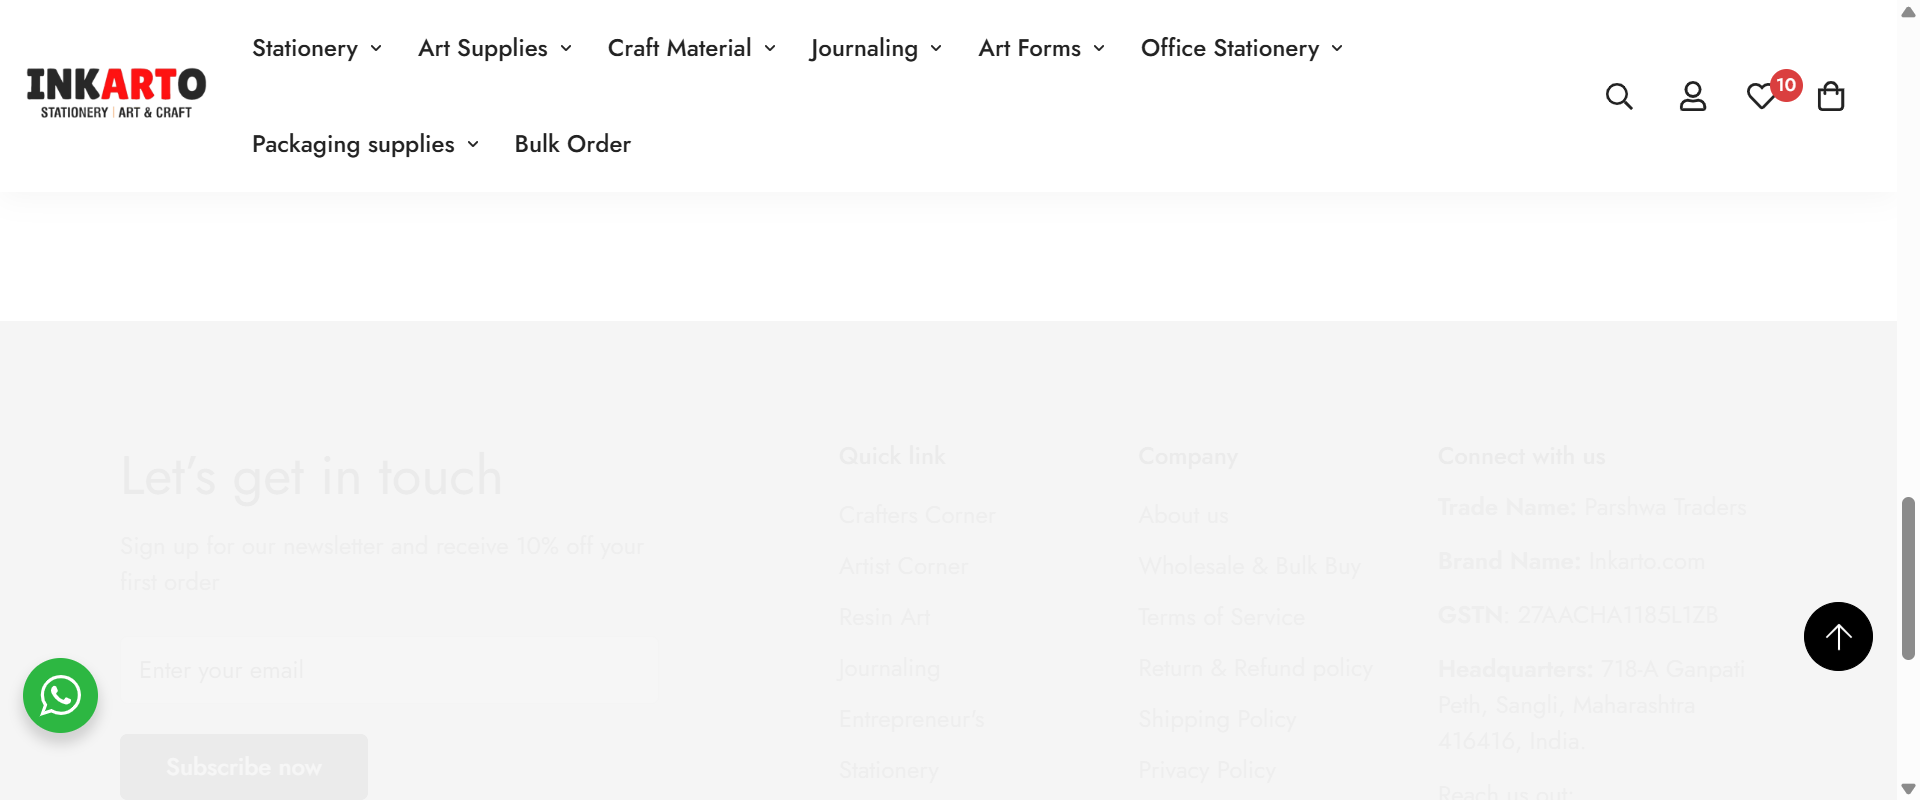 Stationery
Art Supplies
Craft Material
Journaling
Art Forms
Office Stationery
INKARTO
STATIONERY | ART & CRAFT
10
Packaging supplies
Bulk Order
Let's get in touch
Sign up for our newsletter and receive 10% off your
first order
Enter your email
Subscribe now
Quick link
Crafters Corner
Artist Corner
Resin Art
Journaling
Entrepreneur's
Stationery
Company
About us
Wholesale & Bulk Buy
Terms of Service
Return & Refund policy
Shipping Policy
Privacy Policy
Connect with us
Trade Name: Parshwa Traders
Brand Name: Inkarto.com
GSTN: 27AACHA1185L1ZB
Headquarters: 718-A Ganpati
Peth, Sangli, Maharashtra
416416, India.
Reach us out: